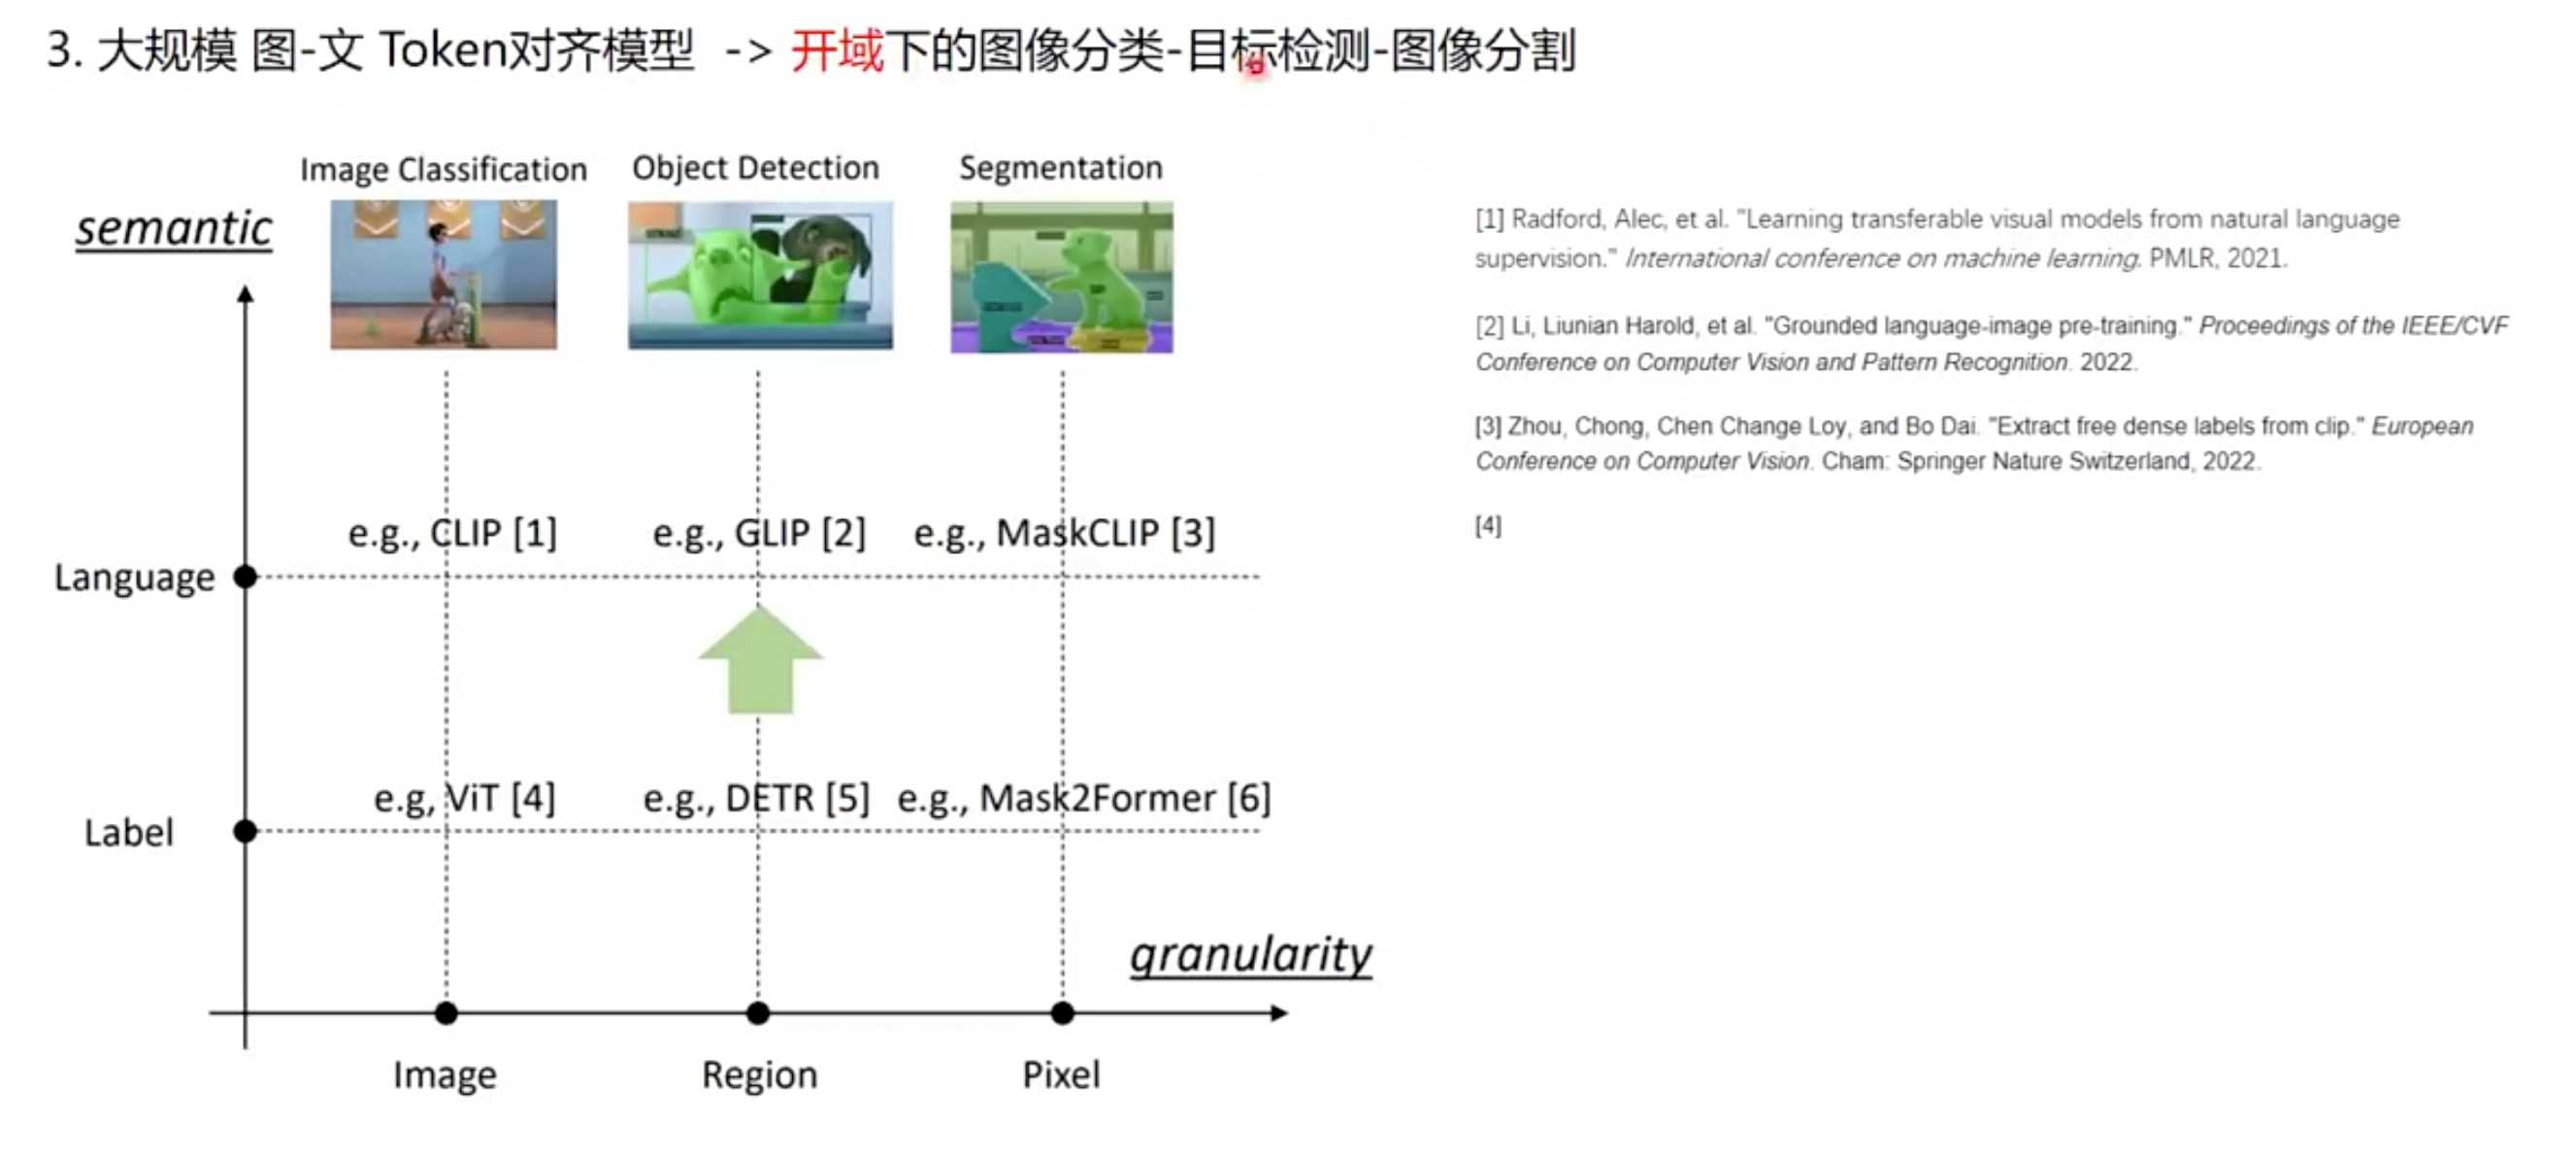 3. 大规模 图-文 Token对齐模型 -> 开域下的图像分类-目标检测-图像分割
Image Classification
Object Detection
Segmentation
semantic
[1] Radford, Alec, et al. "Learning transferable visual models from natural language
supervision." International conference on machine learning. PMLR, 2021.
[2] Li, Liunian Harold, et al. "Grounded language-image pre-training." Proceedings of the IEEE/CVF
Conference on Computer Vision and Pattern Recognition. 2022.
[3] Zhou, Chong, Chen Change Loy, and Bo Dai. "Extract free dense labels from clip." European
Conference on Computer Vision. Cham: Springer Nature Switzerland, 2022.
[4]
e.g., CLIP [1]
e.g., GLIP [2]
e.g., MaskCLIP [3]
Language
e.g, ViT [4]
e.g., DETR [5]
e.g., Mask2Former [6]
Label
granularity
Image
Region
Pixel